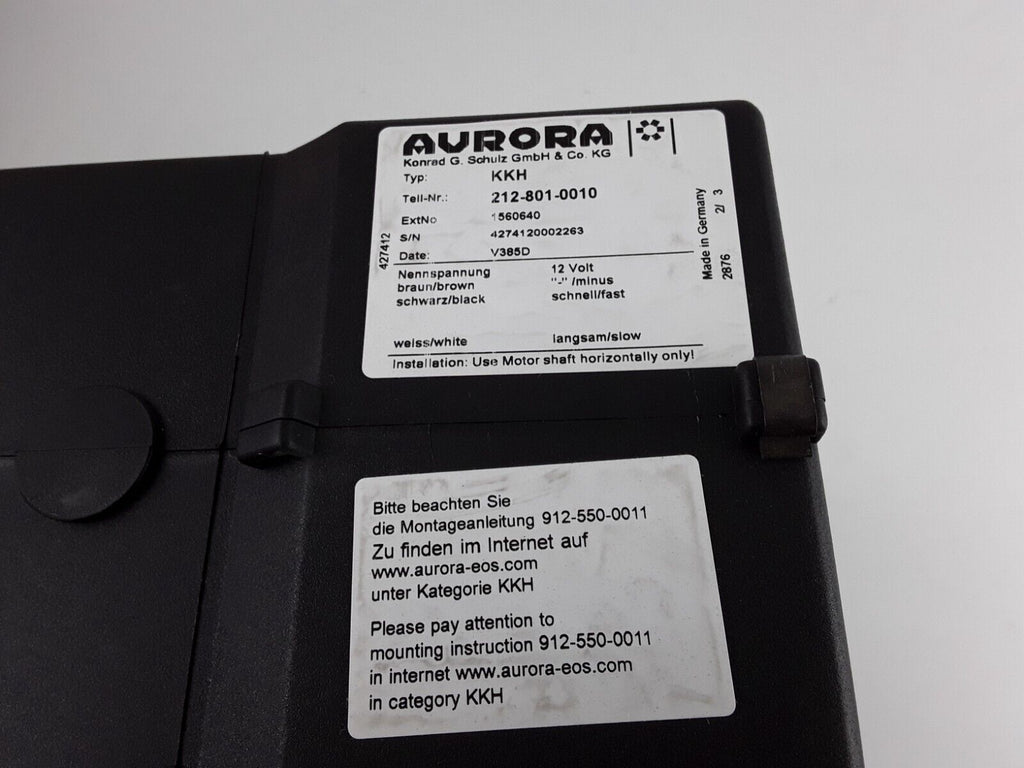 AURORA
Konrad G. Schulz GmbH & Co. KG
Typ: KKH
Teil-Nr.: 212-801-0010
ExtNo 1560640
S/N 4274120002263
Date: V385D
427412
Nennspannung 12 Volt
braun/brown "-" /minus
schwarz/black schnell/fast
weiss/white langsam/slow
Installation: Use Motor shaft horizontally only!
Made in Germany
2876 2/ 3
Bitte beachten Sie
die Montageanleitung 912-550-0011
Zu finden im Internet auf
www.aurora-eos.com
unter Kategorie KKH
Please pay attention to
mounting instruction 912-550-0011
in internet www.aurora-eos.com
in category KKH